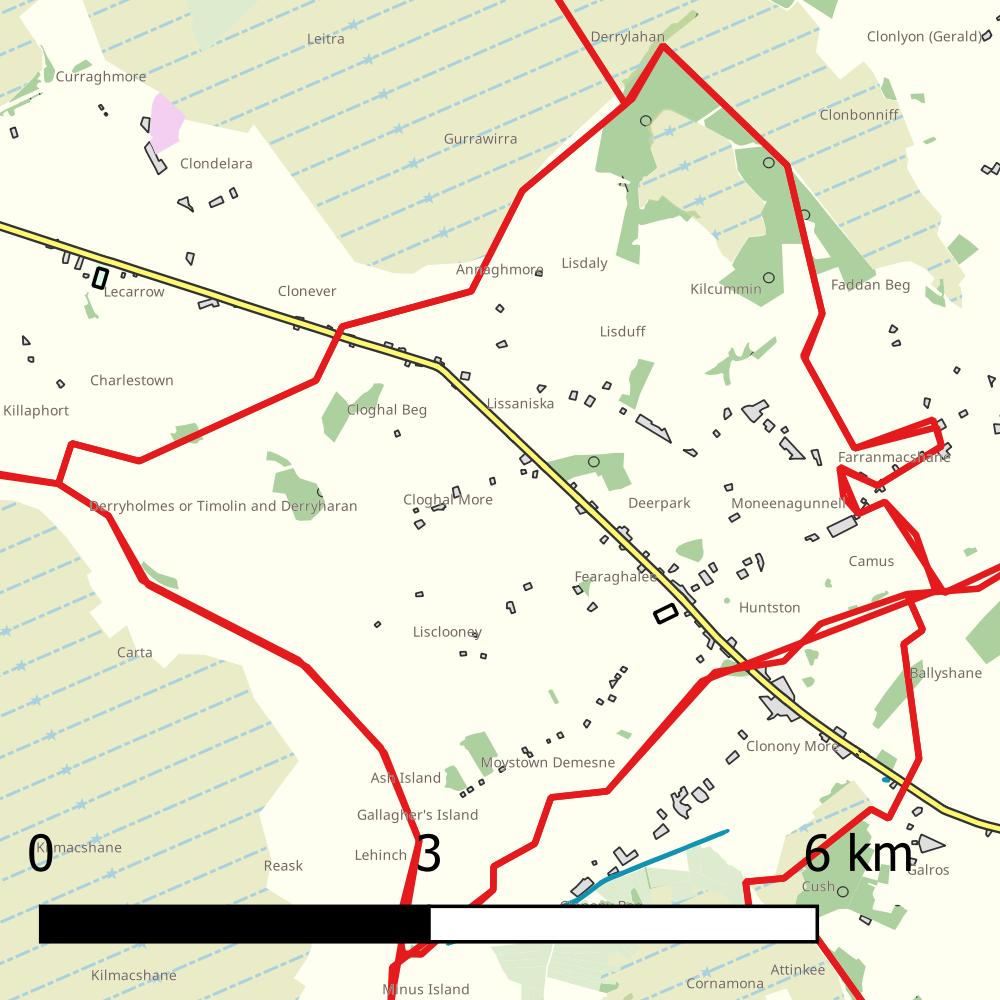 Derrylahan
Clonlyon (Gerald)
Leitra
Curraghmore
Clonbonniff
Gurrawirra
Clondelara
Annaghmore
Lisdaly
Faddan Beg
Kilcummin
Lecarrow
Clonever
Lisduff
Charlestown
Lissaniska
Killaphort
Cloghal Beg
Farranmacshane
Cloghal More
Deerpark
Moneenagunnell
Derryholmes or Timolin and Derryharan
Camus
Fearaghalee
Huntston
Lisclooney
Carta
Ballyshane
Clonony More
Moystown Demesne
Ash Island
Gallagher's Island
Kilmacshane
Lehinch
Reask
Galros
Cush
0 3 6 km
Attinkee
Kilmacshane
Cornamona
Minus Island